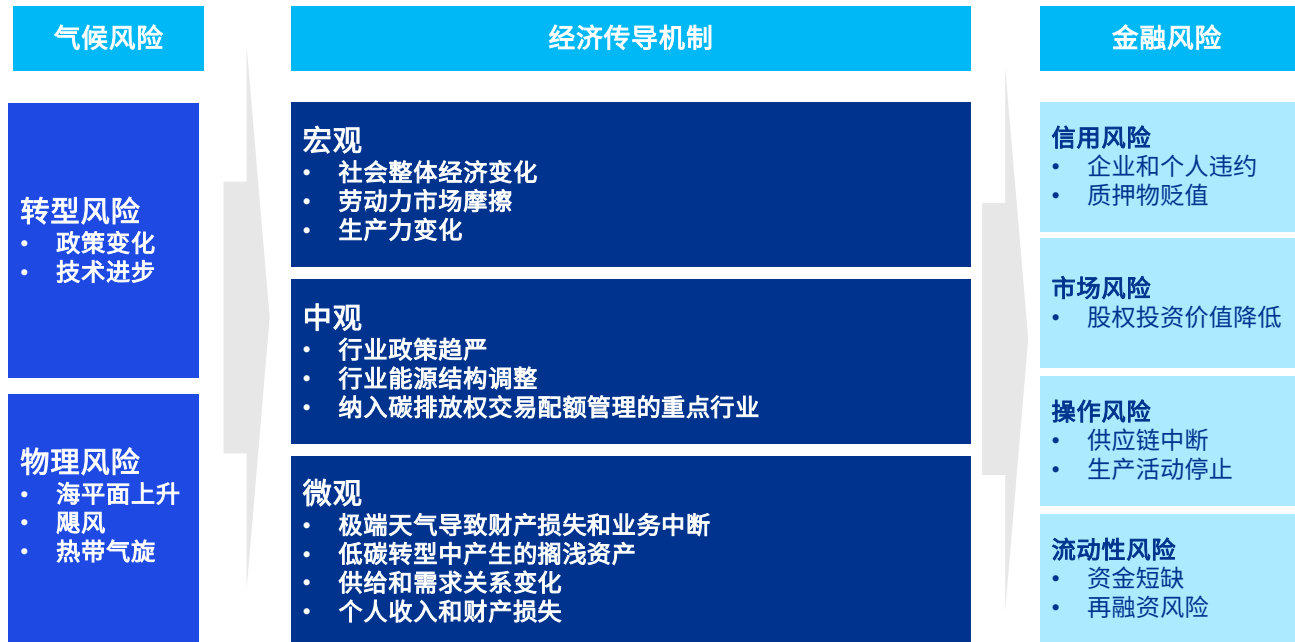 气候风险
转型风险
• 政策变化
• 技术进步
物理风险
• 海平面上升
• 飓风
• 热带气旋
经济传导机制
宏观
• 社会整体经济变化
• 劳动力市场摩擦
• 生产力变化
中观
• 行业政策趋严
• 行业能源结构调整
• 纳入碳排放权交易配额管理的重点行业
微观
• 极端天气导致财产损失和业务中断
• 低碳转型中产生的搁浅资产
• 供给和需求关系变化
• 个人收入和财产损失
金融风险
信用风险
• 企业和个人违约
• 质押物贬值
市场风险
• 股权投资价值降低
操作风险
• 供应链中断
• 生产活动停止
流动性风险
• 资金短缺
• 再融资风险